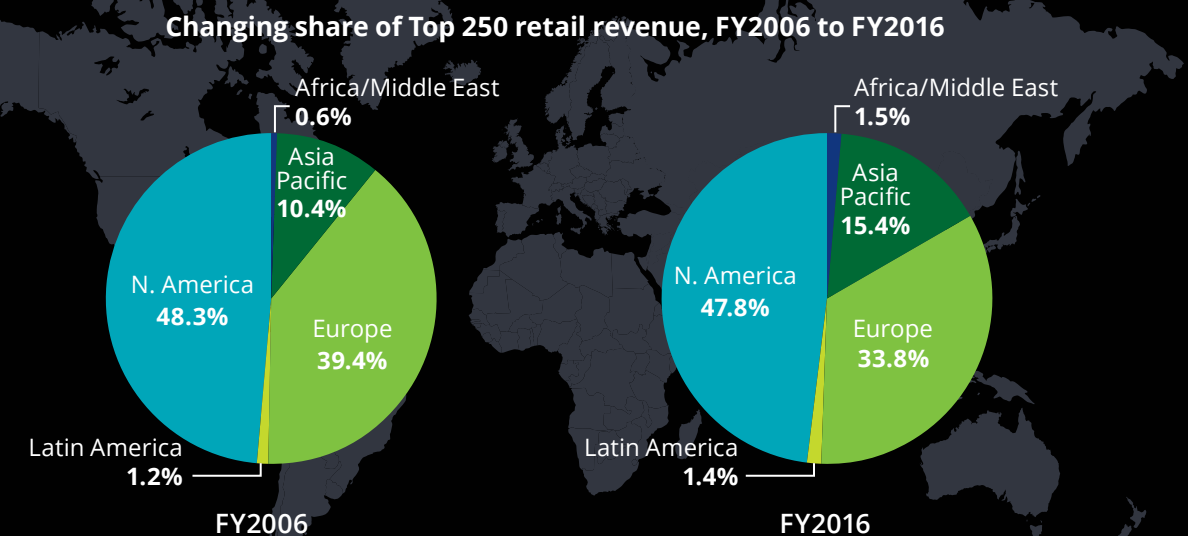 Changing share of Top 250 retail revenue, FY2006 to FY2016
Africa/Middle East
0.6%
Asia
Pacific
10.4%
N. America
48.3%
Europe
39.4%
Latin America
1.2%
FY2006
Africa/Middle East
1.5%
Asia
Pacific
15.4%
N. America
47.8%
Europe
33.8%
Latin America
1.4%
FY2016